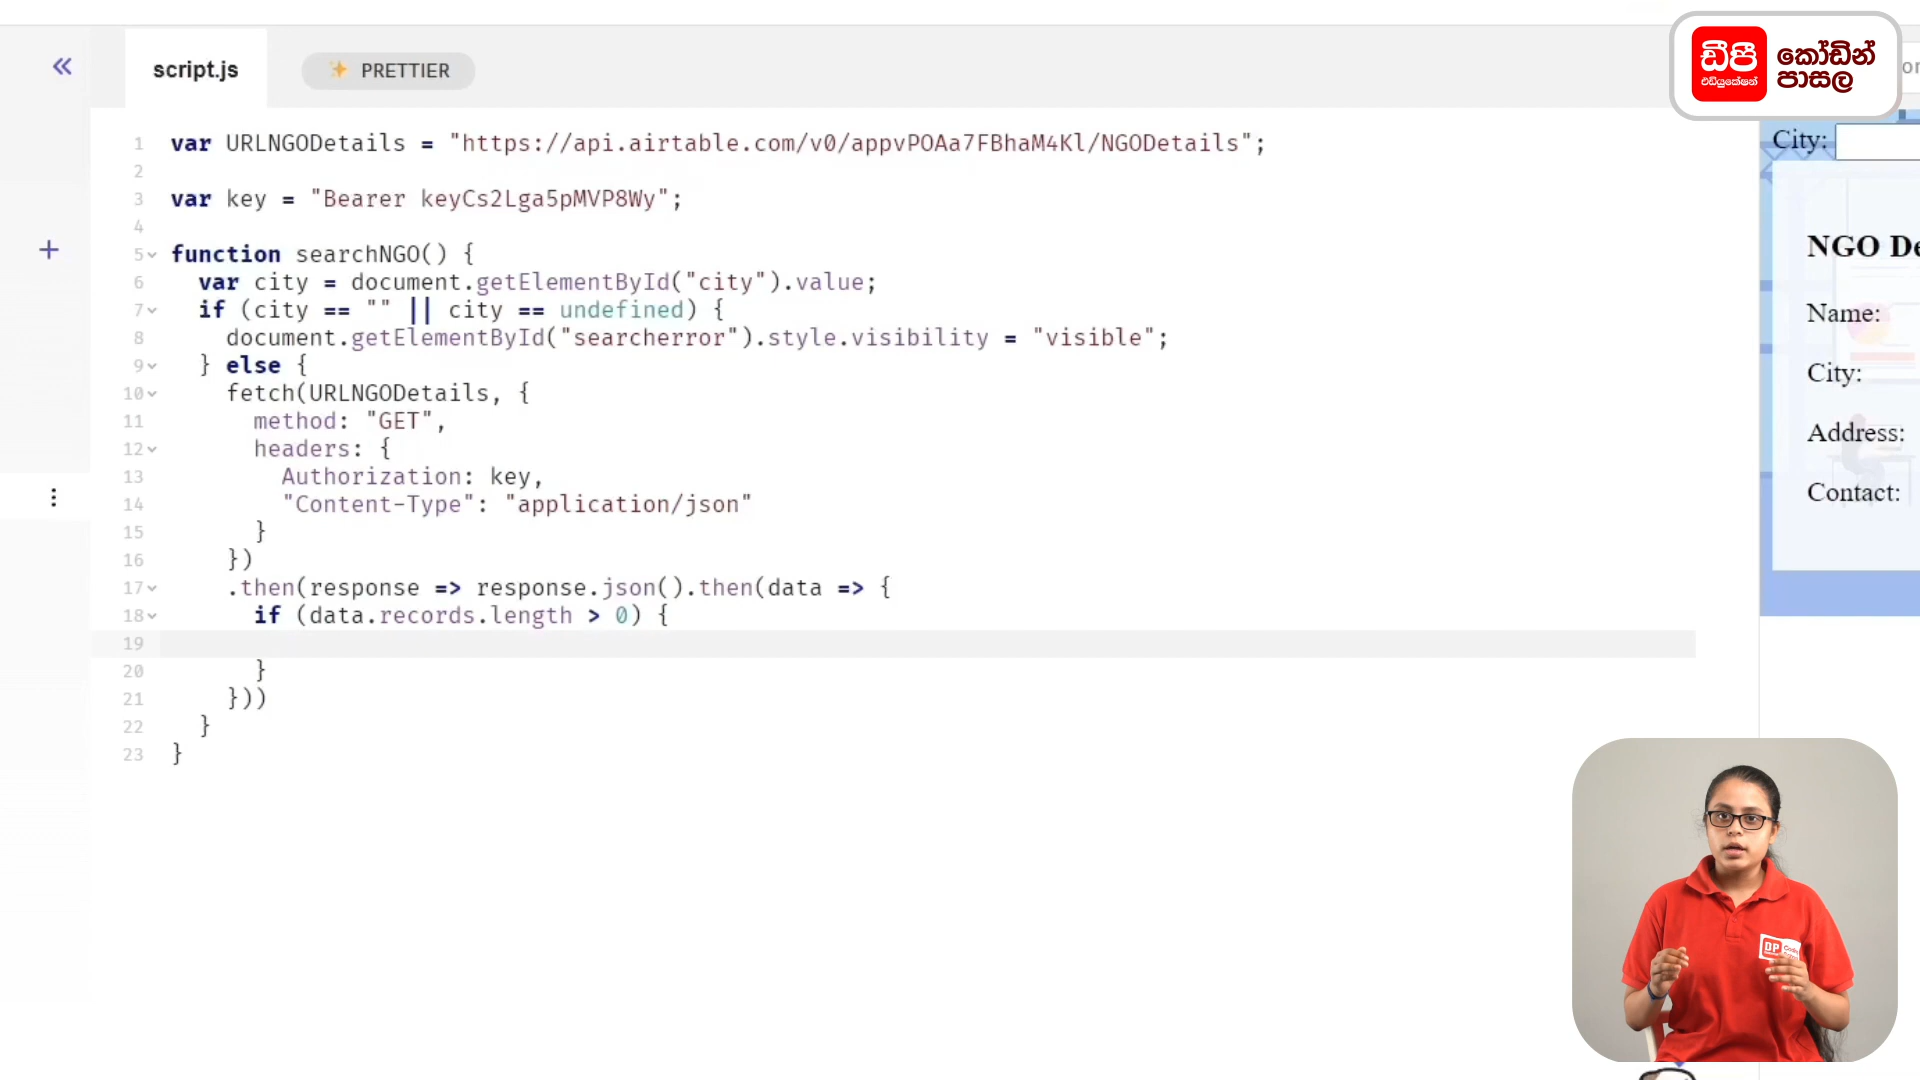 script.js
✨ PRETTIER
ඩීපී
එඩියුකේෂන්
කෝඩින්
පාසල
1 var URLNGODetails = "https://api.airtable.com/v0/appvPOAa7FBhaM4Kl/NGODetails";
2
3 var key = "Bearer keyCs2Lga5pMVP8Wy";
4
5 function searchNGO() {
6 var city = document.getElementById("city").value;
7 if (city == "" || city == undefined) {
8 document.getElementById("searcherror").style.visibility = "visible";
9 } else {
10 fetch(URLNGODetails, {
11 method: "GET",
12 headers: {
13 Authorization: key,
14 "Content-Type": "application/json"
15 }
16 })
17 .then(response => response.json().then(data => {
18 if (data.records.length > 0) {
19
20 }
21 }))
22 }
23 }
City:
NGO De
Name:
City:
Address:
Contact:
DP